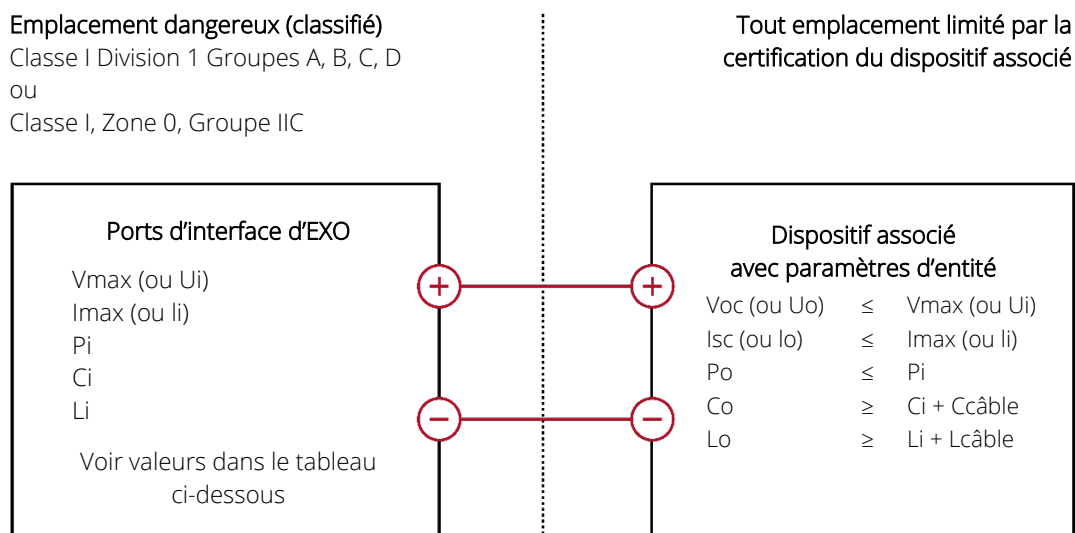 Emplacement dangereux (classifié)
Classe I Division 1 Groupes A, B, C, D
ou
Classe I, Zone 0, Groupe IIC
Tout emplacement limité par la
certification du dispositif associé
Ports d'interface d'EXO
Vmax (ou Ui)
Imax (ou li)
Pi
Ci
Li
Voir valeurs dans le tableau
ci-dessous
+
−
+
−
Dispositif associé
avec paramètres d'entité
Voc (ou Uo) ≤ Vmax (ou Ui)
Isc (ou lo) ≤ Imax (ou li)
Po ≤ Pi
Co ≥ Ci + Ccâble
Lo ≥ Li + Lcâble